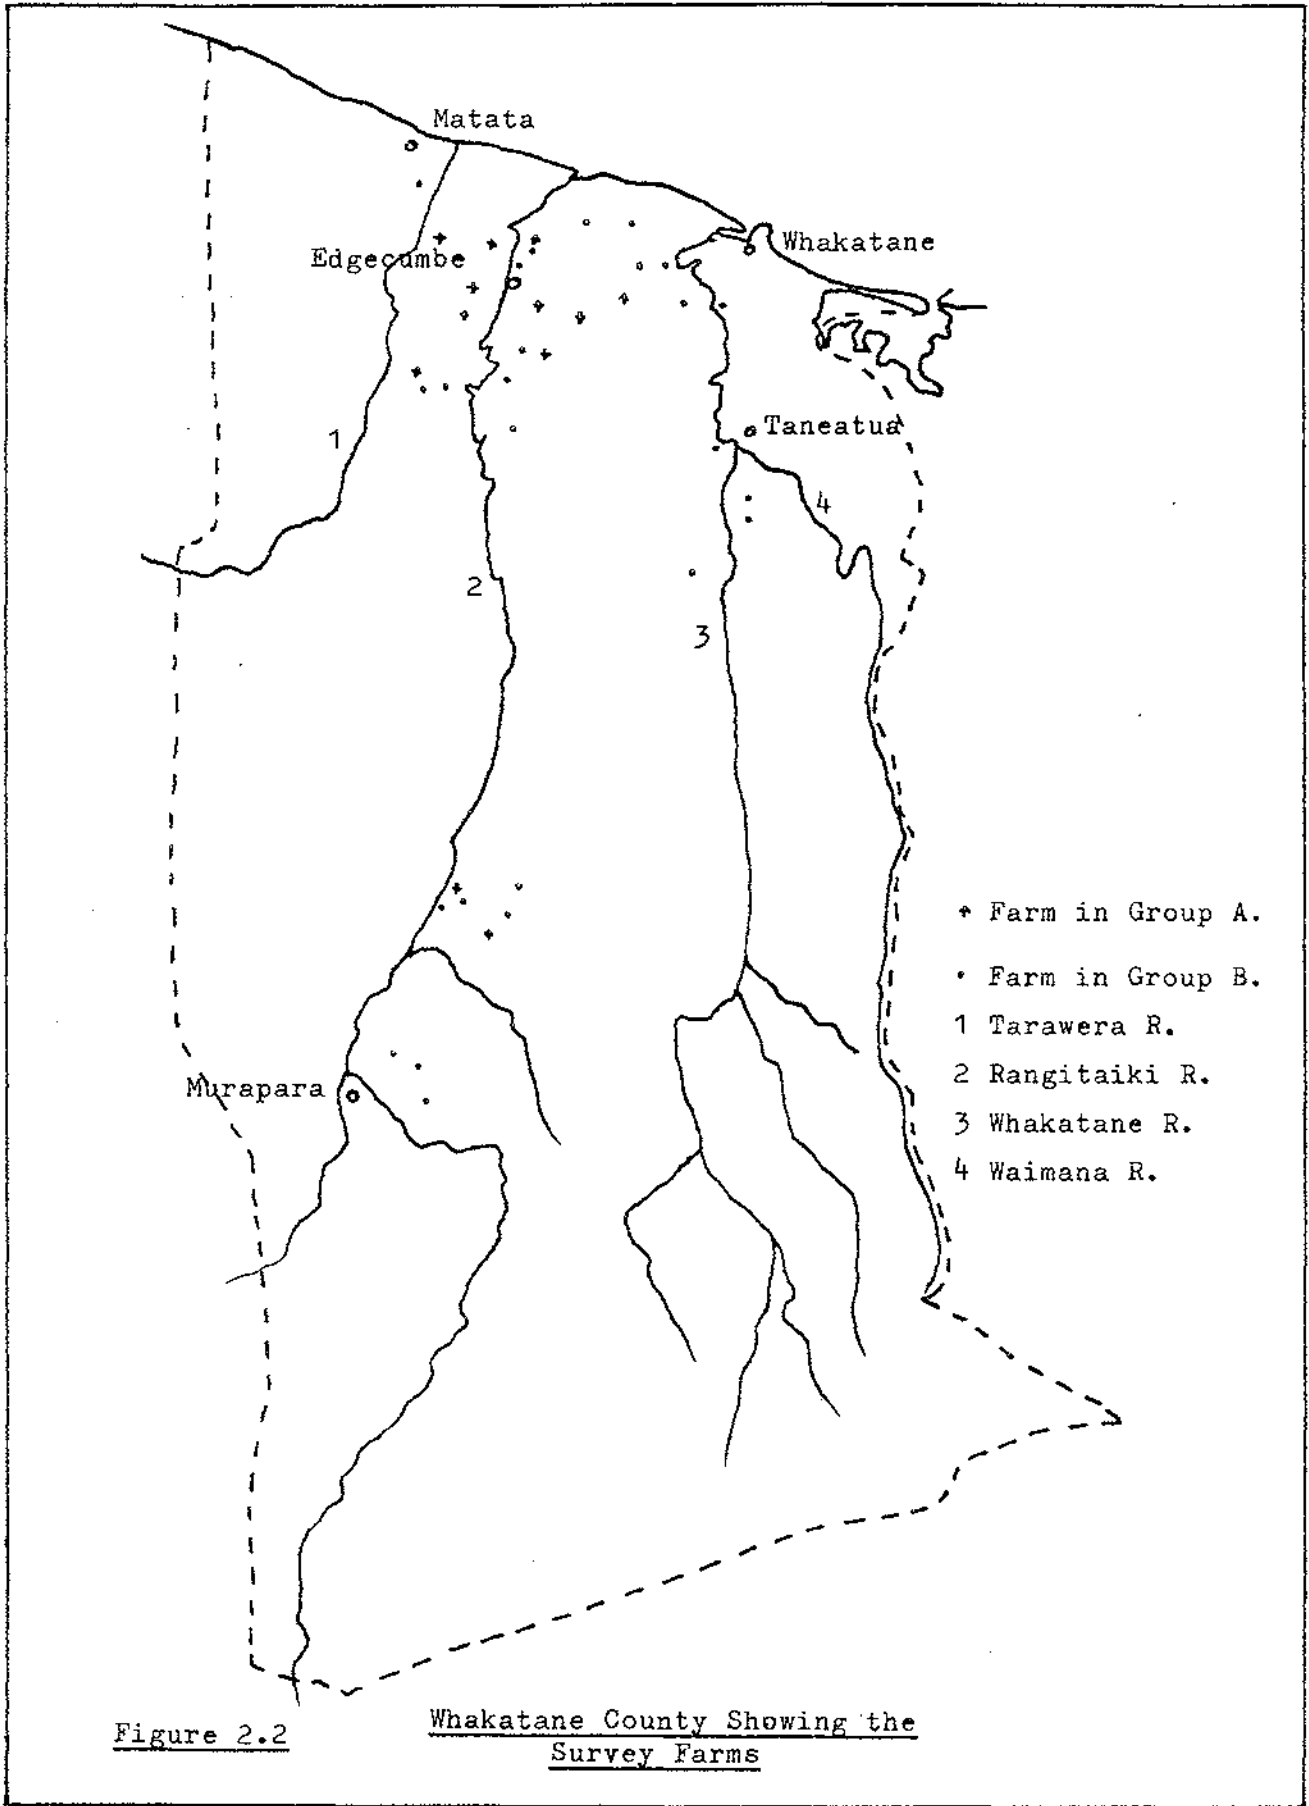 Matata
Whakatane
Edgecumbe
Taneatua
1
4
2
3
Farm in Group A.
Farm in Group B.
1 Tarawera R.
2 Rangitaiki R.
3 Whakatane R.
4 Waimana R.
Murapara
Figure 2.2
Whakatane County Showing the
Survey Farms